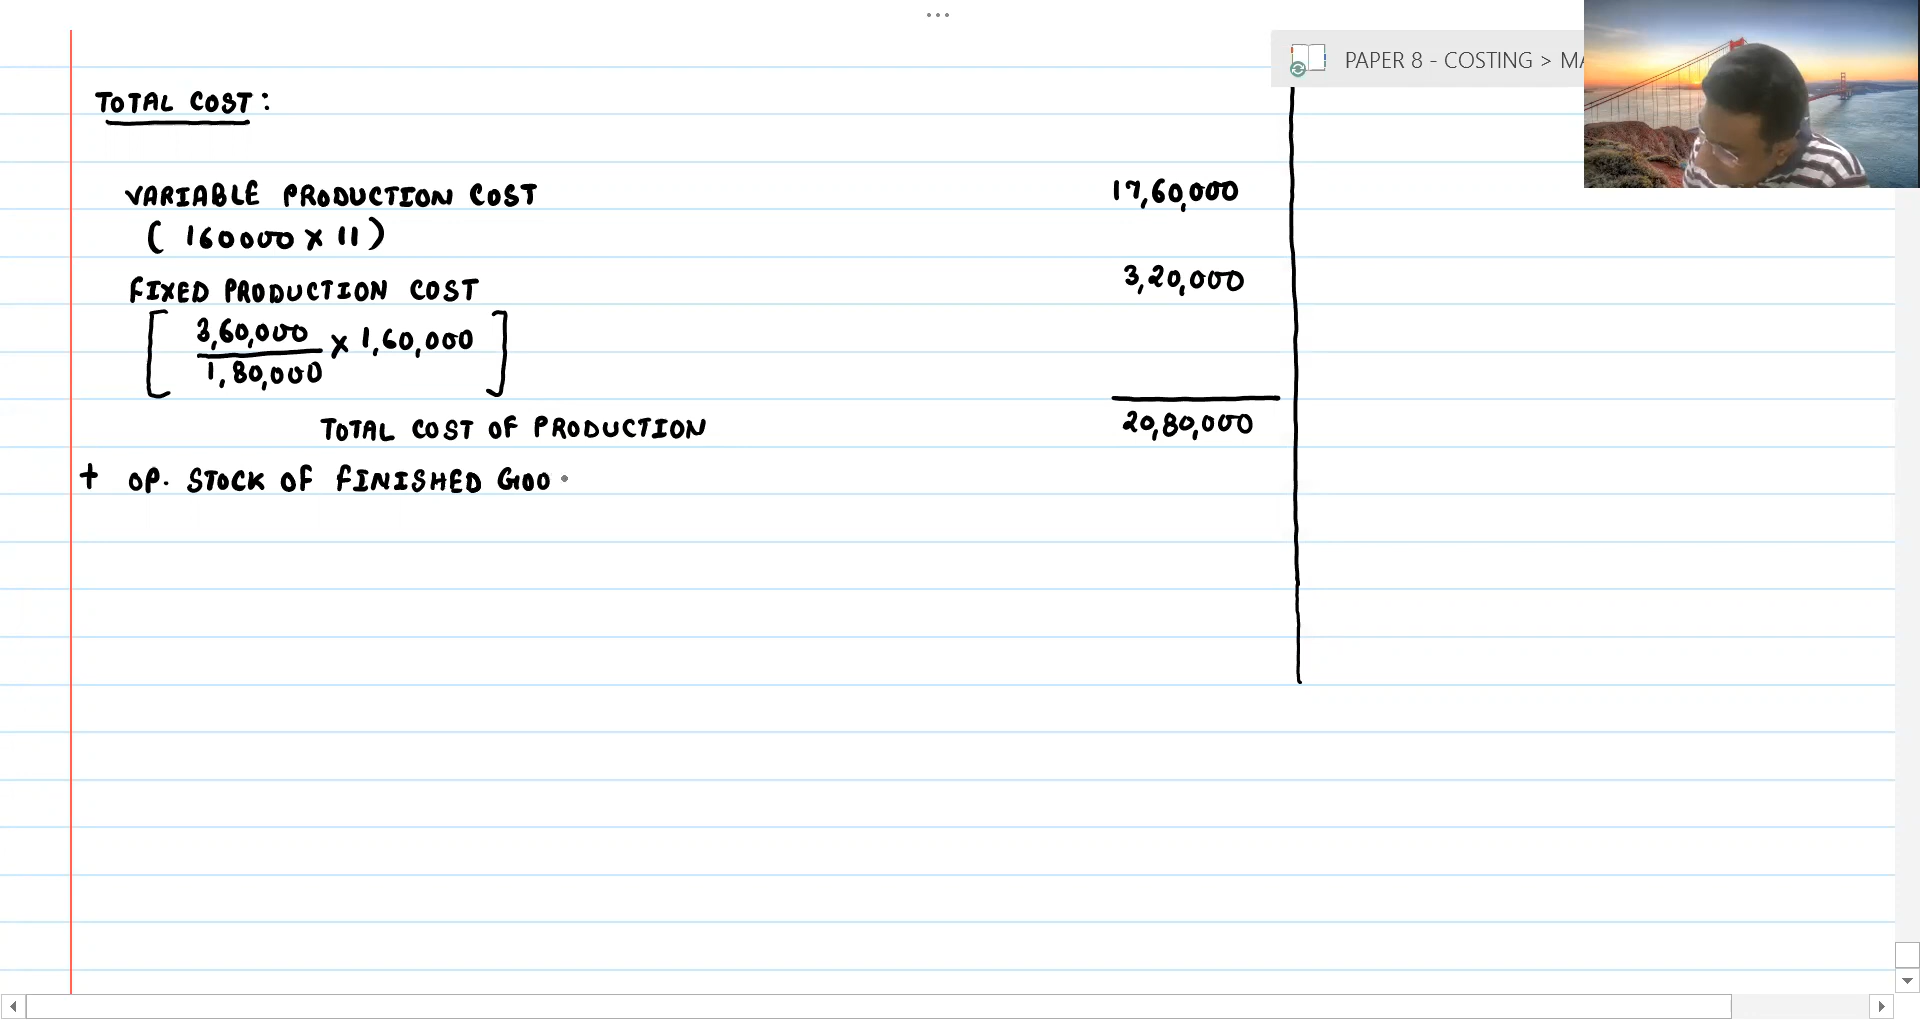 ...
PAPER 8 - COSTING > MA
TOTAL COST :
VARIABLE PRODUCTION COST 17,60,000
( 160000 x 11 )
FIXED PRODUCTION COST 3,20,000
[ 3,60,000 / 1,80,000 x 1,60,000 ]
TOTAL COST OF PRODUCTION 20,80,000
+ OP. STOCK OF FINISHED GOO